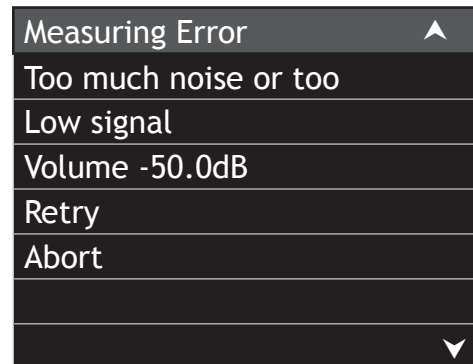 Measuring Error
Too much noise or too
Low signal
Volume -50.0dB
Retry
Abort